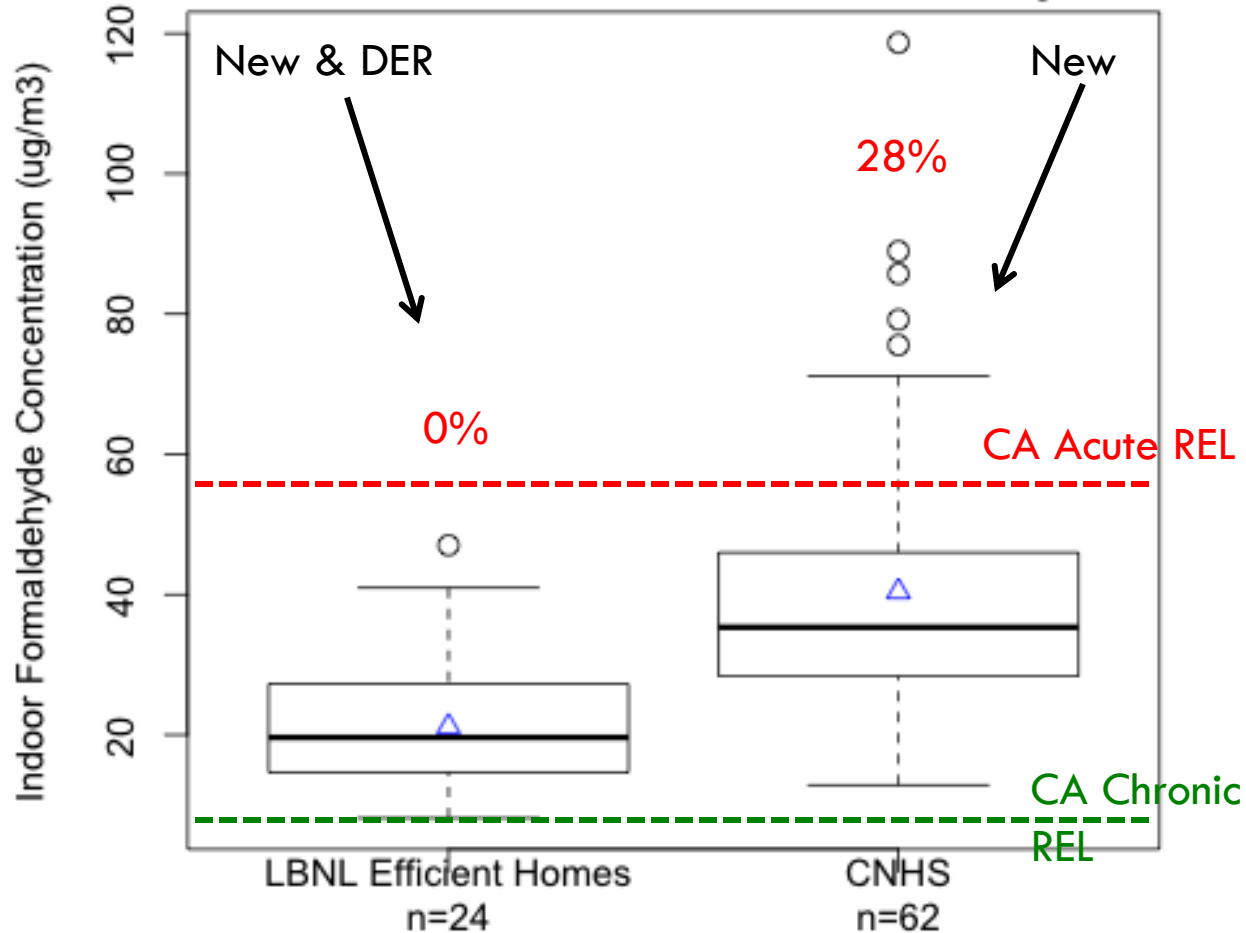 Indoor Formaldehyde Concentration (ug/m3)
120
100
80
60
40
20
New & DER
New
28%
0%
CA Acute REL
CA Chronic
REL
LBNL Efficient Homes
n=24
CNHS
n=62